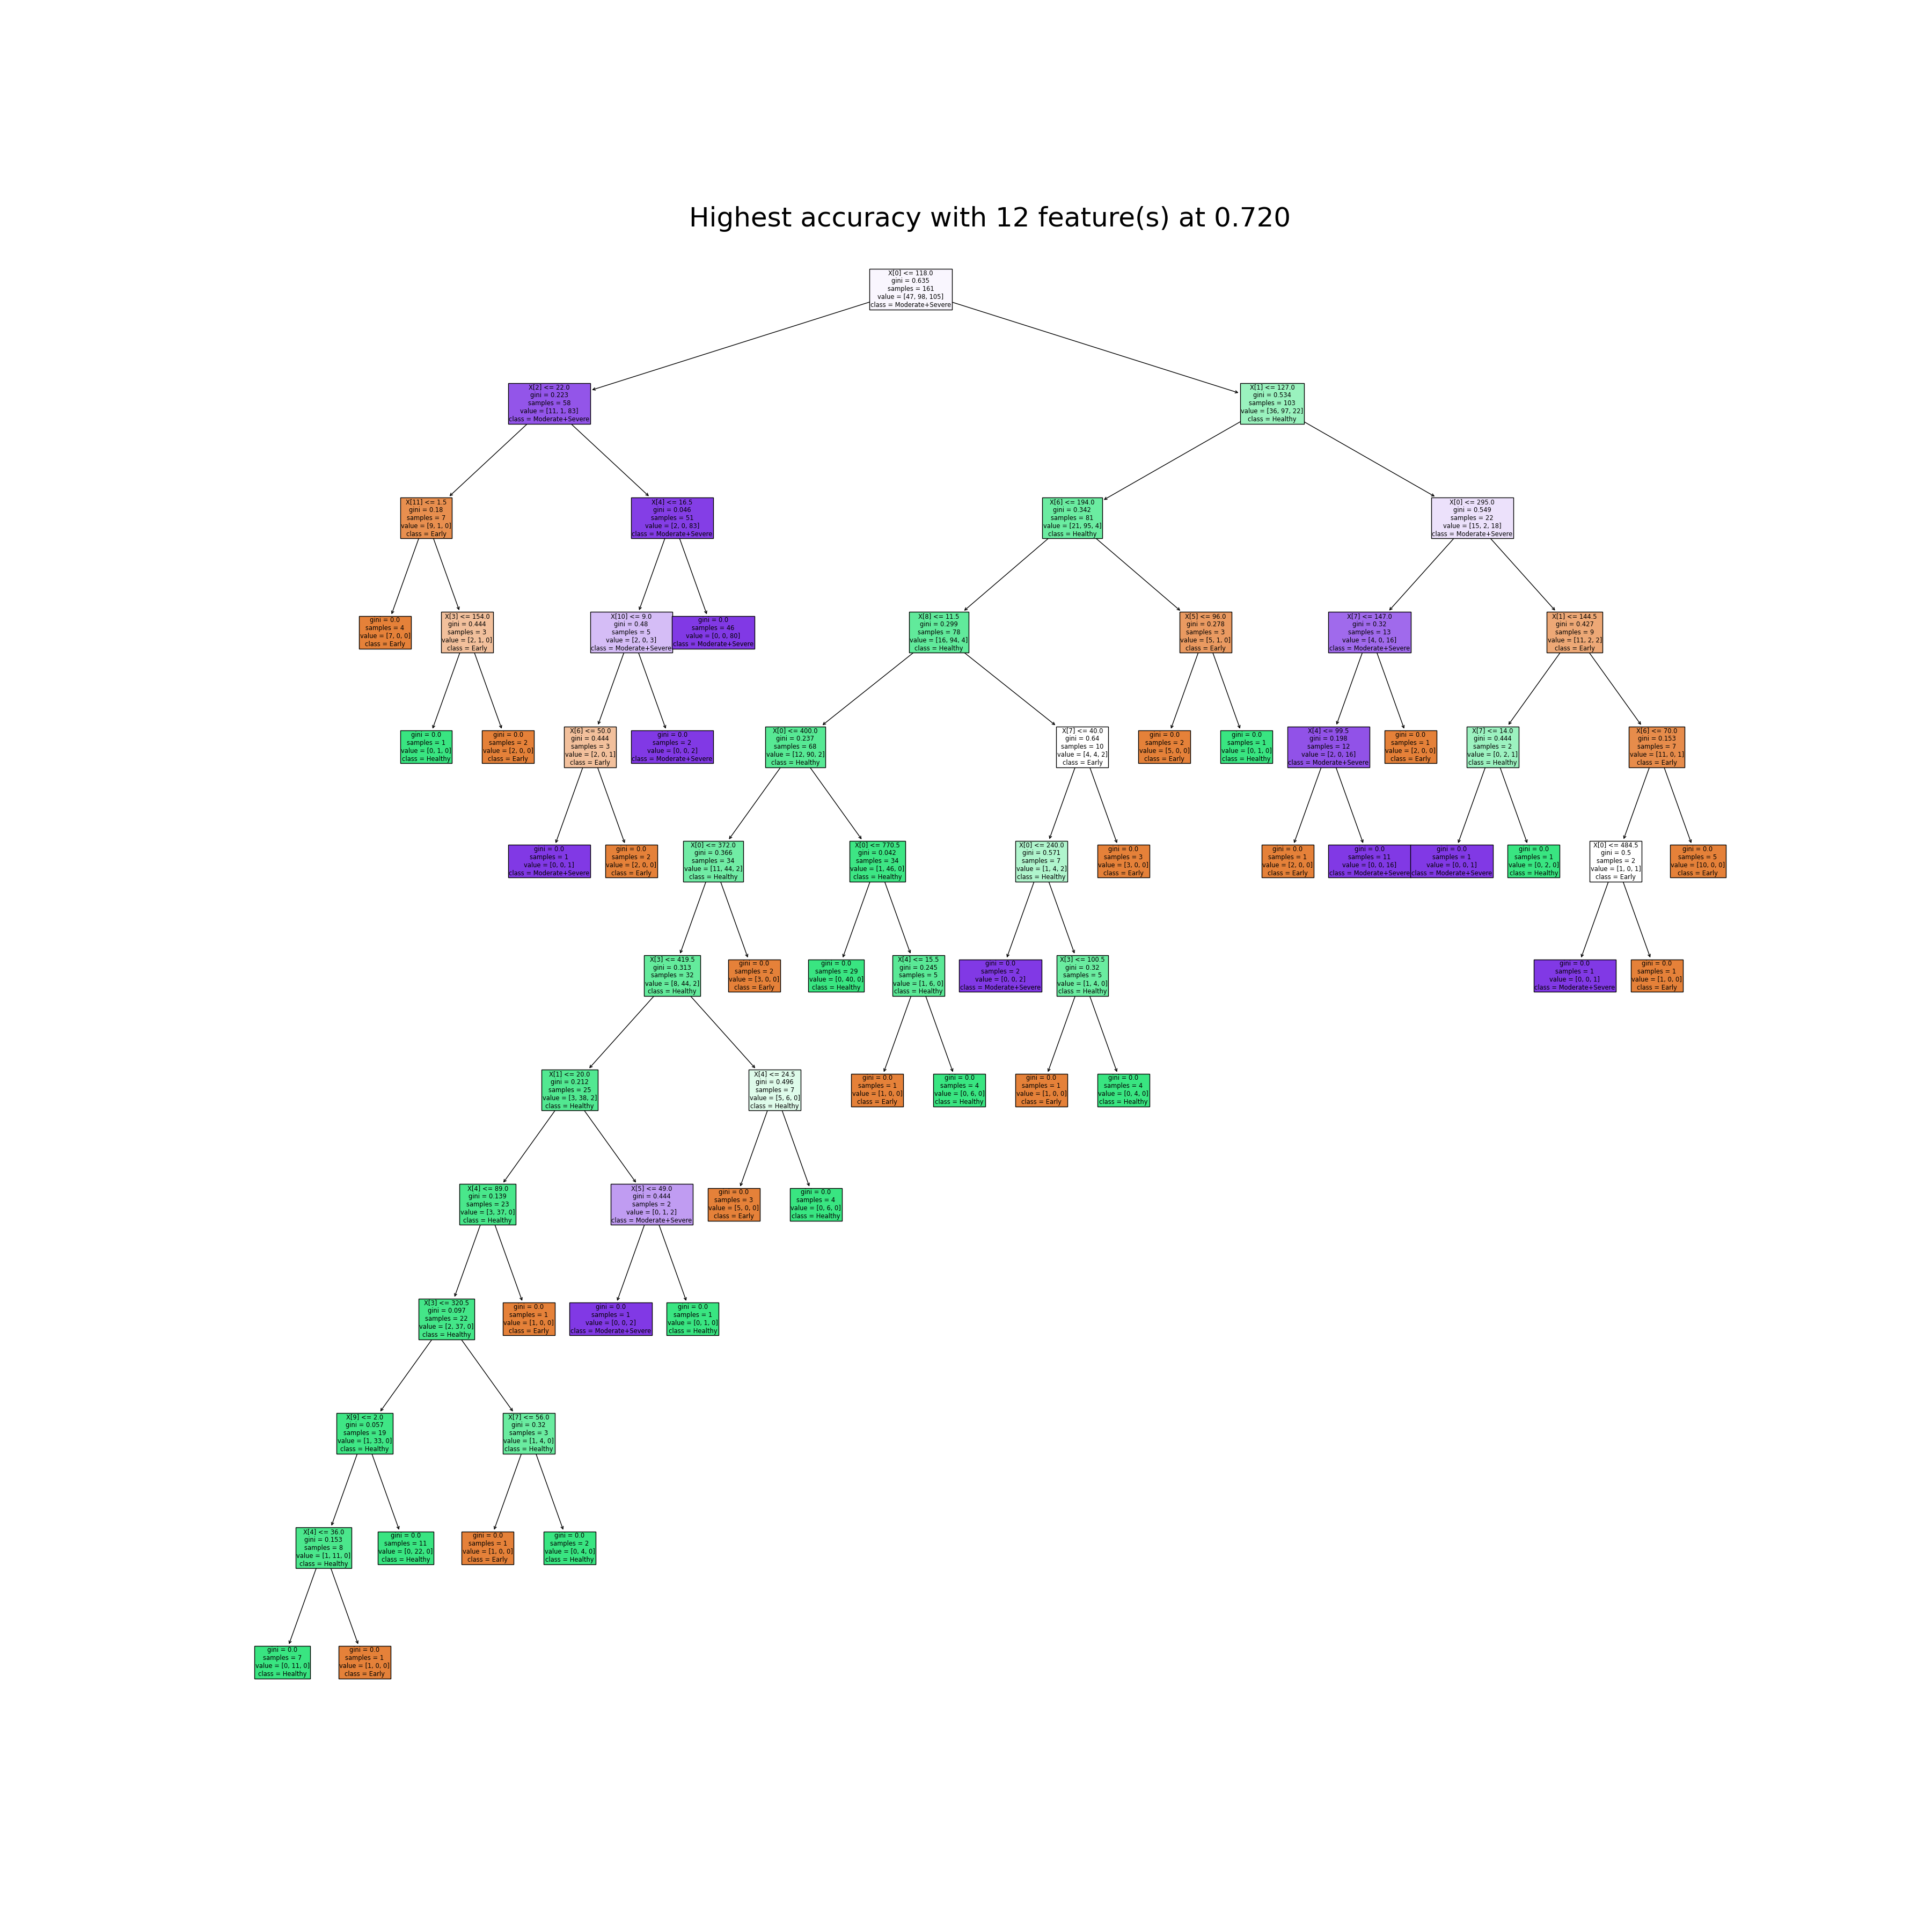 Highest accuracy with 12 feature(s) at 0.720
X[0] <= 118.0
gini = 0.635
samples = 161
value = [47, 98, 105]
class = Moderate+Severe
X[2] <= 22.0
gini = 0.223
samples = 58
value = [11, 1, 83]
class = Moderate+Severe
X[1] <= 127.0
gini = 0.534
samples = 103
value = [36, 97, 22]
class = Healthy
X[11] <= 1.5
gini = 0.18
samples = 7
value = [9, 1, 0]
class = Early
X[4] <= 16.5
gini = 0.046
samples = 51
value = [2, 0, 83]
class = Moderate+Severe
X[6] <= 194.0
gini = 0.342
samples = 81
value = [21, 95, 4]
class = Healthy
X[0] <= 295.0
gini = 0.549
samples = 22
value = [15, 2, 18]
class = Moderate+Severe
gini = 0.0
samples = 4
value = [7, 0, 0]
class = Early
X[3] <= 154.0
gini = 0.444
samples = 3
value = [2, 1, 0]
class = Early
X[10] <= 9.0
gini = 0.48
samples = 5
value = [2, 0, 3]
class = Moderate+Severe
gini = 0.0
samples = 46
value = [0, 0, 80]
class = Moderate+Severe
X[8] <= 11.5
gini = 0.299
samples = 78
value = [16, 94, 4]
class = Healthy
X[5] <= 96.0
gini = 0.278
samples = 3
value = [5, 1, 0]
class = Early
X[7] <= 147.0
gini = 0.32
samples = 13
value = [4, 0, 16]
class = Moderate+Severe
X[1] <= 144.5
gini = 0.427
samples = 9
value = [11, 2, 2]
class = Early
gini = 0.0
samples = 1
value = [0, 1, 0]
class = Healthy
gini = 0.0
samples = 2
value = [2, 0, 0]
class = Early
X[6] <= 50.0
gini = 0.444
samples = 3
value = [2, 0, 1]
class = Early
gini = 0.0
samples = 2
value = [0, 0, 2]
class = Moderate+Severe
X[0] <= 400.0
gini = 0.237
samples = 68
value = [12, 90, 2]
class = Healthy
X[7] <= 40.0
gini = 0.64
samples = 10
value = [4, 4, 2]
class = Early
gini = 0.0
samples = 2
value = [5, 0, 0]
class = Early
gini = 0.0
samples = 1
value = [0, 1, 0]
class = Healthy
X[4] <= 99.5
gini = 0.198
samples = 12
value = [2, 0, 16]
class = Moderate+Severe
gini = 0.0
samples = 1
value = [2, 0, 0]
class = Early
X[7] <= 14.0
gini = 0.444
samples = 2
value = [0, 2, 1]
class = Healthy
X[6] <= 70.0
gini = 0.153
samples = 7
value = [11, 0, 1]
class = Early
gini = 0.0
samples = 1
value = [0, 0, 1]
class = Moderate+Severe
gini = 0.0
samples = 2
value = [2, 0, 0]
class = Early
X[0] <= 372.0
gini = 0.366
samples = 34
value = [11, 44, 2]
class = Healthy
X[0] <= 770.5
gini = 0.042
samples = 34
value = [1, 46, 0]
class = Healthy
X[0] <= 240.0
gini = 0.571
samples = 7
value = [1, 4, 2]
class = Healthy
gini = 0.0
samples = 3
value = [3, 0, 0]
class = Early
gini = 0.0
samples = 1
value = [2, 0, 0]
class = Early
gini = 0.0
samples = 11
value = [0, 0, 16]
class = Moderate+Severe
gini = 0.0
samples = 1
value = [0, 0, 1]
class = Moderate+Severe
gini = 0.0
samples = 1
value = [0, 2, 0]
class = Healthy
X[0] <= 484.5
gini = 0.5
samples = 2
value = [1, 0, 1]
class = Early
gini = 0.0
samples = 5
value = [10, 0, 0]
class = Early
X[3] <= 419.5
gini = 0.313
samples = 32
value = [8, 44, 2]
class = Healthy
gini = 0.0
samples = 2
value = [3, 0, 0]
class = Early
gini = 0.0
samples = 29
value = [0, 40, 0]
class = Healthy
X[4] <= 15.5
gini = 0.245
samples = 5
value = [1, 6, 0]
class = Healthy
gini = 0.0
samples = 2
value = [0, 0, 2]
class = Moderate+Severe
X[3] <= 100.5
gini = 0.32
samples = 5
value = [1, 4, 0]
class = Healthy
gini = 0.0
samples = 1
value = [0, 0, 1]
class = Moderate+Severe
gini = 0.0
samples = 1
value = [1, 0, 0]
class = Early
X[1] <= 20.0
gini = 0.212
samples = 25
value = [3, 38, 2]
class = Healthy
X[4] <= 24.5
gini = 0.496
samples = 7
value = [5, 6, 0]
class = Healthy
gini = 0.0
samples = 1
value = [1, 0, 0]
class = Early
gini = 0.0
samples = 4
value = [0, 6, 0]
class = Healthy
gini = 0.0
samples = 1
value = [1, 0, 0]
class = Early
gini = 0.0
samples = 4
value = [0, 4, 0]
class = Healthy
X[4] <= 89.0
gini = 0.139
samples = 23
value = [3, 37, 0]
class = Healthy
X[5] <= 49.0
gini = 0.444
samples = 2
value = [0, 1, 2]
class = Moderate+Severe
gini = 0.0
samples = 3
value = [5, 0, 0]
class = Early
gini = 0.0
samples = 4
value = [0, 6, 0]
class = Healthy
X[3] <= 320.5
gini = 0.097
samples = 22
value = [2, 37, 0]
class = Healthy
gini = 0.0
samples = 1
value = [1, 0, 0]
class = Early
gini = 0.0
samples = 1
value = [0, 0, 2]
class = Moderate+Severe
gini = 0.0
samples = 1
value = [0, 1, 0]
class = Healthy
X[9] <= 2.0
gini = 0.057
samples = 19
value = [1, 33, 0]
class = Healthy
X[7] <= 56.0
gini = 0.32
samples = 3
value = [1, 4, 0]
class = Healthy
X[4] <= 36.0
gini = 0.153
samples = 8
value = [1, 11, 0]
class = Healthy
gini = 0.0
samples = 11
value = [0, 22, 0]
class = Healthy
gini = 0.0
samples = 1
value = [1, 0, 0]
class = Early
gini = 0.0
samples = 2
value = [0, 4, 0]
class = Healthy
gini = 0.0
samples = 7
value = [0, 11, 0]
class = Healthy
gini = 0.0
samples = 1
value = [1, 0, 0]
class = Early